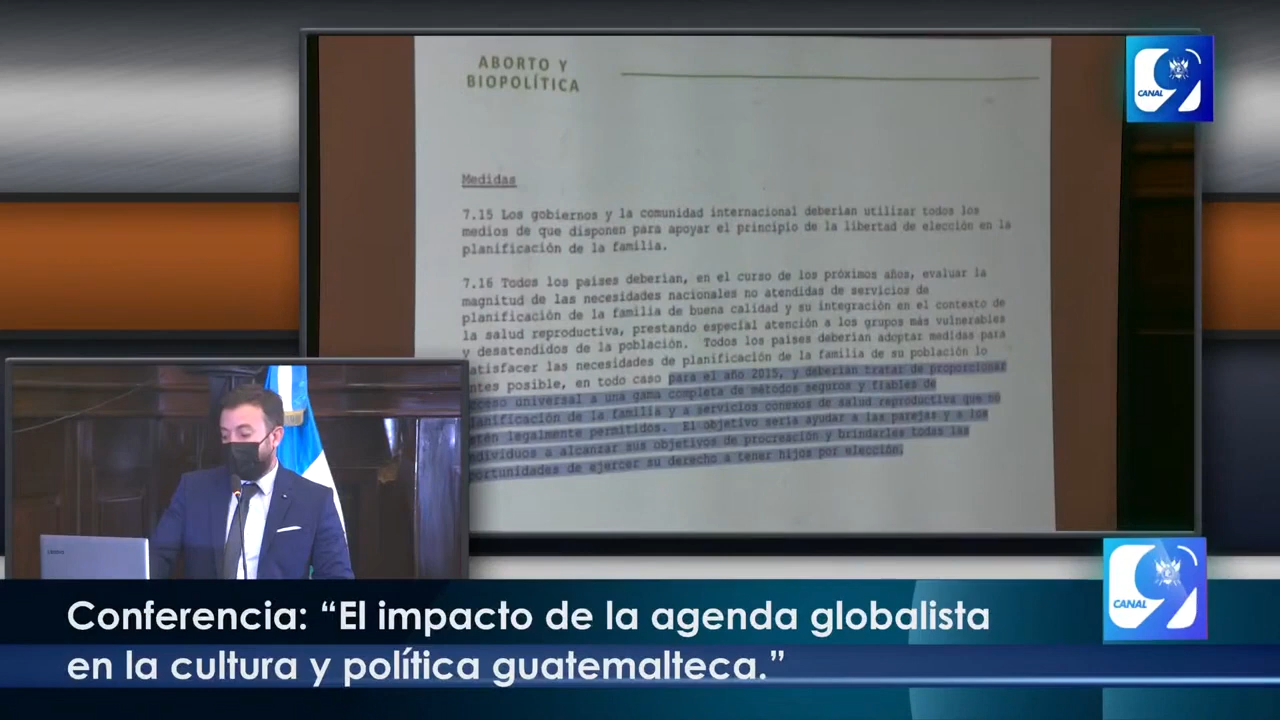 ABORTO Y
BIOPOLÍTICA
CANAL 9
Medidas
7.15 Los gobiernos y la comunidad internacional deberían utilizar todos los
medios de que disponen para apoyar el principio de la libertad de elección en la
planificación de la familia.
7.16 Todos los países deberían, en el curso de los próximos años, evaluar la
magnitud de las necesidades nacionales no atendidas de servicios de
planificación de la familia de buena calidad y su integración en el contexto de
la salud reproductiva, prestando especial atención a los grupos más vulnerables
y desatendidos de la población. Todos los países deberían adoptar medidas para
atisfacer las necesidades de planificación de la familia de su población lo
ntes posible, en todo caso para el año 2015, y deberían tratar de proporcionar
cceso universal a una gama completa de métodos seguros y fiables de
lanificación de la familia y a servicios conexos de salud reproductiva que no
stén legalmente permitidos. El objetivo sería ayudar a las parejas y a los
dividuos a alcanzar sus objetivos de procreación y brindarles todas las
portunidades de ejercer su derecho a tener hijos por elección.
Lenovo
CANAL 9
Conferencia: “El impacto de la agenda globalista
en la cultura y política guatemalteca.”